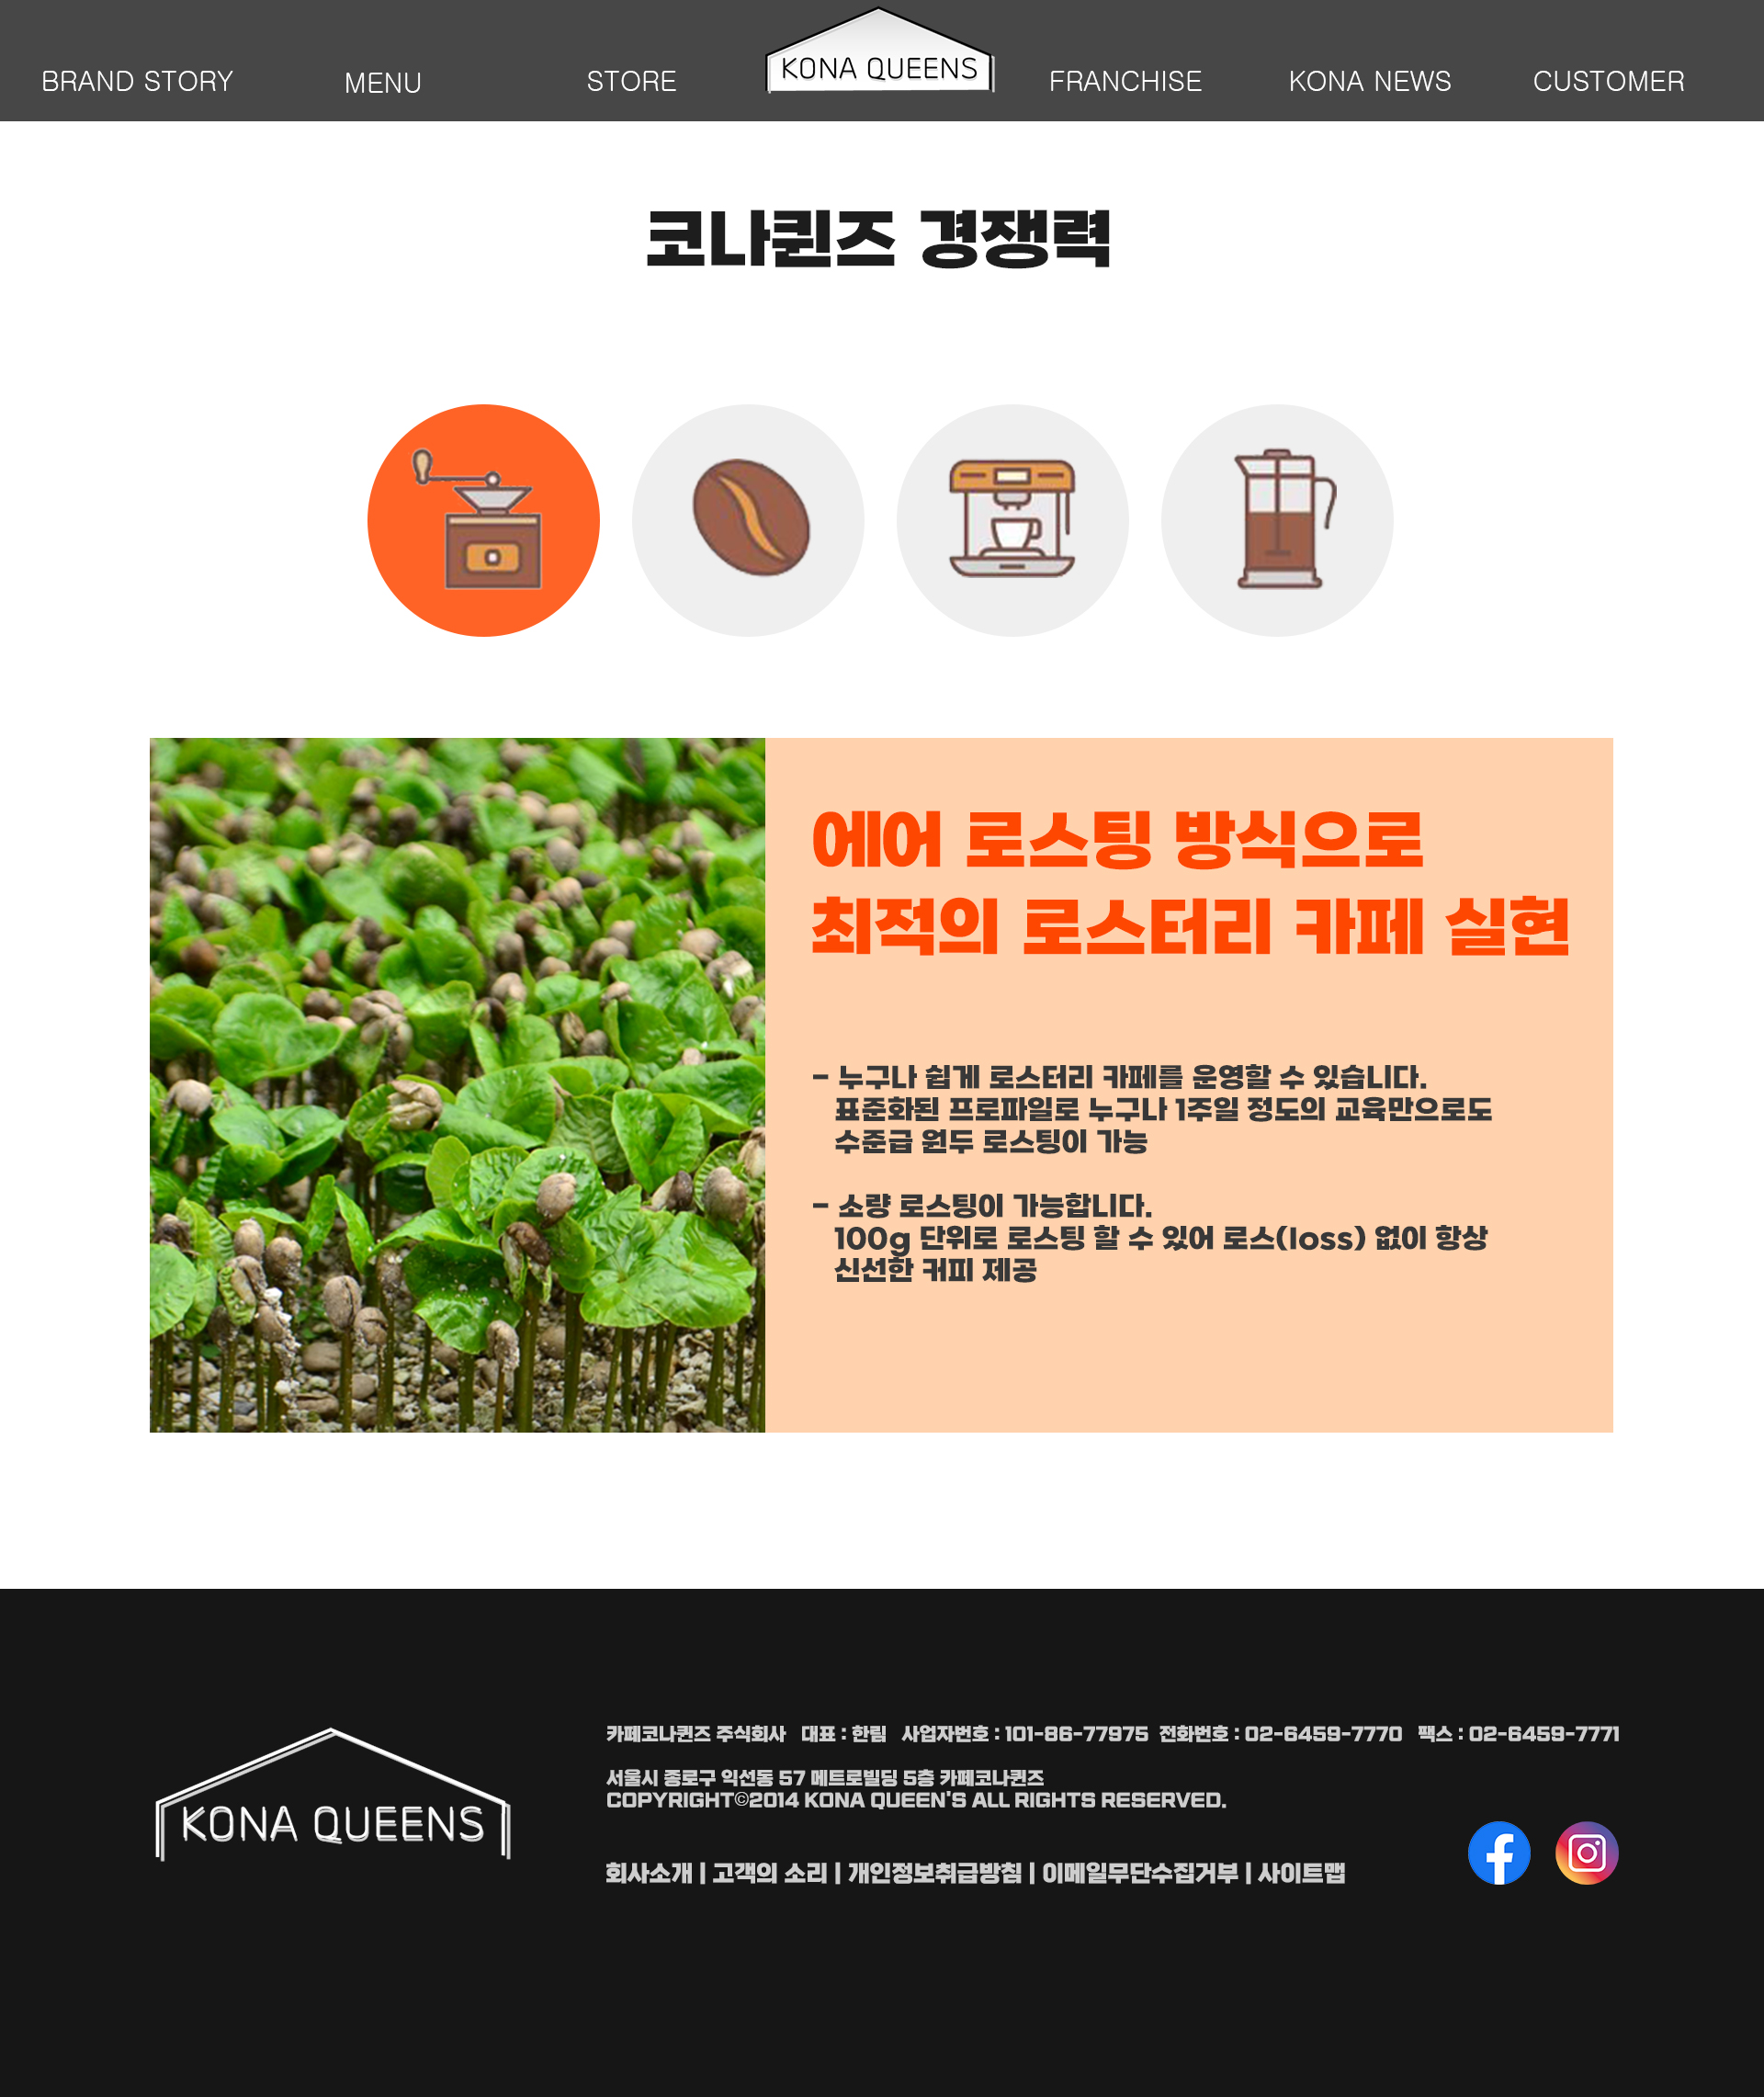 BRAND STORY
MENU
STORE
KONA QUEENS
FRANCHISE
KONA NEWS
CUSTOMER
코나퀸즈 경쟁력
에어 로스팅 방식으로
최적의 로스터리 카페 실현
- 누구나 쉽게 로스터리 카페를 운영할 수 있습니다.
표준화된 프로파일로 누구나 1주일 정도의 교육만으로도
수준급 원두 로스팅이 가능
- 소량 로스팅이 가능합니다.
100g 단위로 로스팅 할 수 있어 로스(loss) 없이 항상
신선한 커피 제공
KONA QUEENS
카페코나퀸즈 주식회사 대표 : 한림 사업자번호 : 101-86-77975 전화번호 : 02-6459-7770 팩스 : 02-6459-7771
서울시 종로구 익선동 57 메트로빌딩 5층 카페코나퀸즈
COPYRIGHT©2014 KONA QUEEN'S ALL RIGHTS RESERVED.
회사소개 | 고객의 소리 | 개인정보취급방침 | 이메일무단수집거부 | 사이트맵